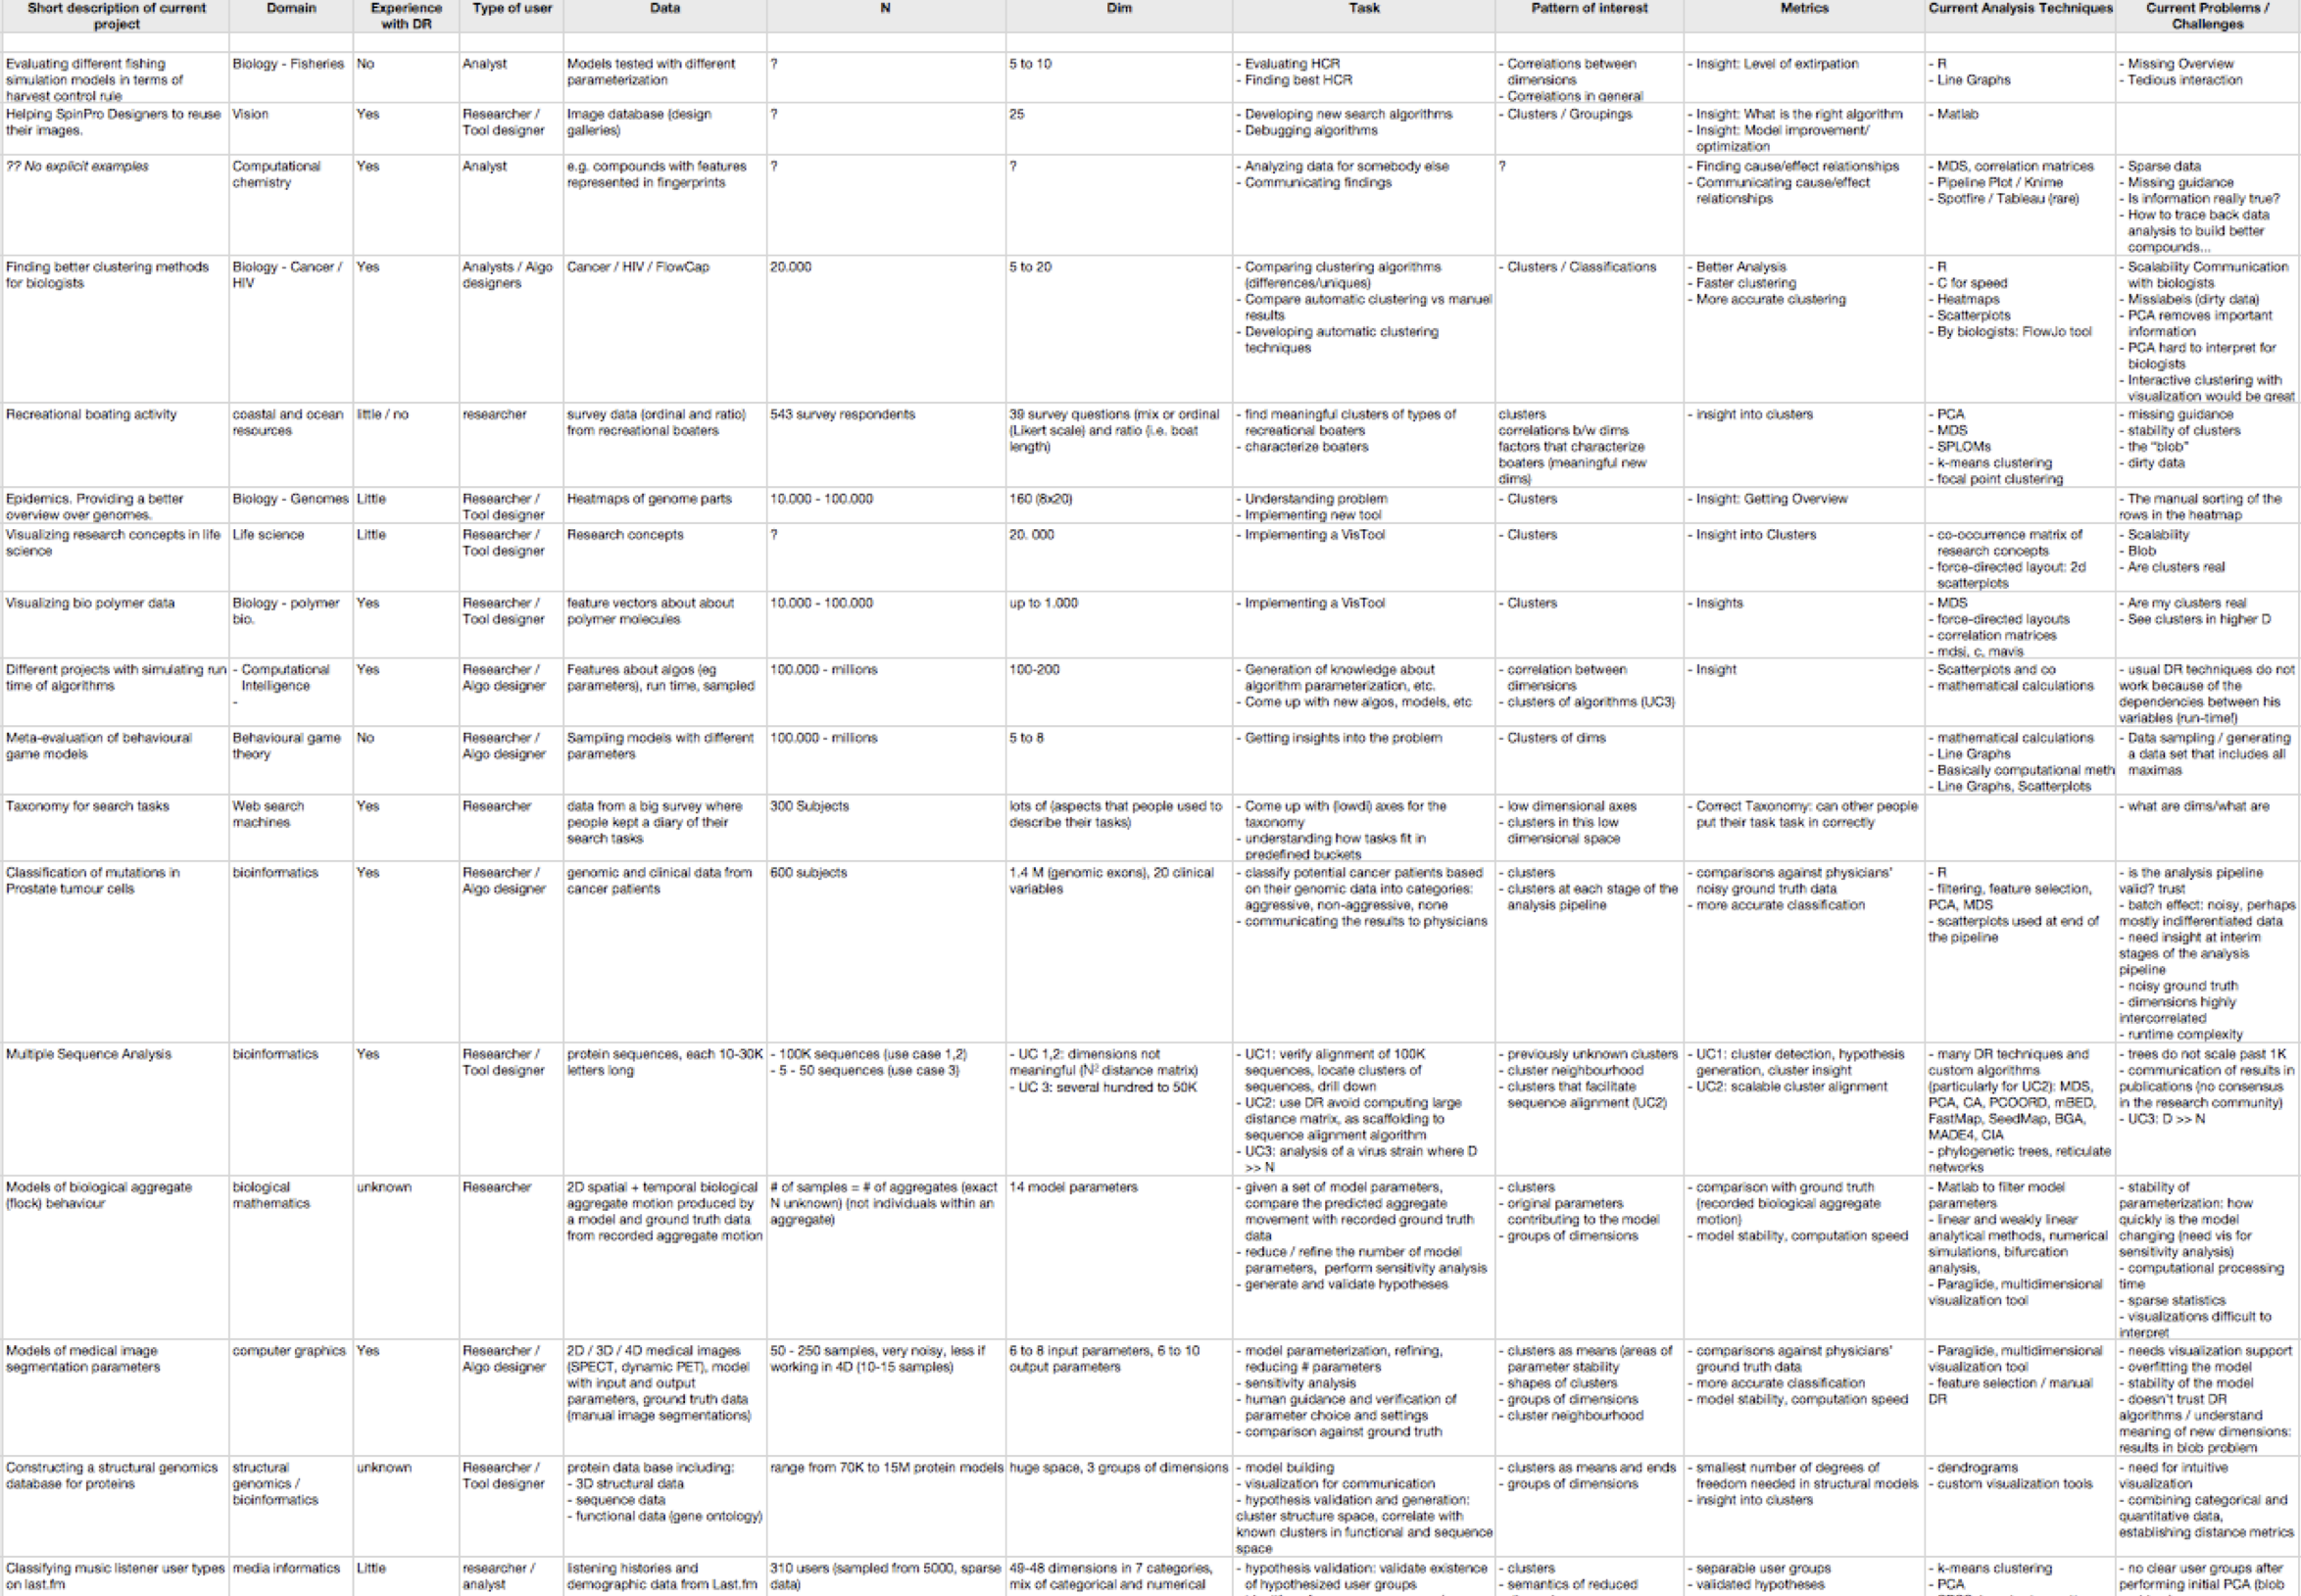 Short description of current
project
Domain
Experience
with DR
Type of user
Data
N
Dim
Task
Pattern of interest
Metrics
Current Analysis Techniques
Current Problems /
Challenges
Evaluating different fishing
simulation models in terms of
harvest control rule
Biology - Fisheries
No
Analyst
Models tested with different
parameterization
?
5 to 10
- Evaluating HCR
- Finding best HCR
- Correlations between
dimensions
- Correlations in general
- Insight: Level of extirpation
- R
- Line Graphs
- Missing Overview
- Tedious interaction
Helping SpinPro Designers to reuse
their images.
Vision
Yes
Researcher /
Tool designer
Image database (design
galleries)
?
25
- Developing new search algorithms
- Debugging algorithms
- Clusters / Groupings
- Insight: What is the right algorithm
- Insight: Model improvement/
optimization
- Matlab
?? No explicit examples
Computational
chemistry
Yes
Analyst
e.g. compounds with features
represented in fingerprints
?
?
- Analyzing data for somebody else
- Communicating findings
?
- Finding cause/effect relationships
- Communicating cause/effect
relationships
- MDS, correlation matrices
- Pipeline Plot / Knime
- Spotfire / Tableau (rare)
- Sparse data
- Missing guidance
- Is information really true?
- How to trace back data
analysis to build better
compounds...
Finding better clustering methods
for biologists
Biology - Cancer /
HIV
Yes
Analysts / Algo
designers
Cancer / HIV / FlowCap
20.000
5 to 20
- Comparing clustering algorithms
(differences/uniques)
- Compare automatic clustering vs manuel
results
- Developing automatic clustering
techniques
- Clusters / Classifications
- Better Analysis
- Faster clustering
- More accurate clustering
- R
- C for speed
- Heatmaps
- Scatterplots
- By biologists: FlowJo tool
- Scalability Communication
with biologists
- Misslabels (dirty data)
- PCA removes important
information
- PCA hard to interpret for
biologists
- Interactive clustering with
visualization would be great
Recreational boating activity
coastal and ocean
resources
little / no
researcher
survey data (ordinal and ratio)
from recreational boaters
543 survey respondents
39 survey questions (mix or ordinal
(Likert scale) and ratio (i.e. boat
length)
- find meaningful clusters of types of
recreational boaters
- characterize boaters
clusters
correlations b/w dims
factors that characterize
boaters (meaningful new
dims)
- insight into clusters
- PCA
- MDS
- SPLOMs
- k-means clustering
- focal point clustering
- missing guidance
- stability of clusters
- the "blob"
- dirty data
Epidemics. Providing a better
overview over genomes.
Biology - Genomes
Little
Researcher /
Tool designer
Heatmaps of genome parts
10.000 - 100.000
160 (8x20)
- Understanding problem
- Implementing new tool
- Clusters
- Insight: Getting Overview
- The manual sorting of the
rows in the heatmap
Visualizing research concepts in life
science
Life science
Little
Researcher /
Tool designer
Research concepts
?
20. 000
- Implementing a VisTool
- Clusters
- Insight into Clusters
- co-occurrence matrix of
research concepts
- force-directed layout: 2d
scatterplots
- Scalability
- Blob
- Are clusters real
Visualizing bio polymer data
Biology - polymer
bio.
Yes
Researcher /
Tool designer
feature vectors about about
polymer molecules
10.000 - 100.000
up to 1.000
- Implementing a VisTool
- Clusters
- Insights
- MDS
- force-directed layouts
- correlation matrices
- mdsj, c, mavis
- Are my clusters real
- See clusters in higher D
Different projects with simulating run
time of algorithms
- Computational
Intelligence
-
Yes
Researcher /
Algo designer
Features about algos (eg
parameters), run time, sampled
100.000 - millions
100-200
- Generation of knowledge about
algorithm parameterization, etc.
- Come up with new algos, models, etc
- correlation between
dimensions
- clusters of algorithms (UC3)
- Insight
- Scatterplots and co
- mathematical calculations
- usual DR techniques do not
work because of the
dependencies between his
variables (run-time!)
Meta-evaluation of behavioural
game models
Behavioural game
theory
No
Researcher /
Algo designer
Sampling models with different
parameters
100.000 - millions
5 to 8
- Getting insights into the problem
- Clusters of dims
- mathematical calculations
- Line Graphs
- Basically computational meth
- Line Graphs, Scatterplots
- Data sampling / generating
a data set that includes all
maximas
Taxonomy for search tasks
Web search
machines
Yes
Researcher
data from a big survey where
people kept a diary of their
search tasks
300 Subjects
lots of (aspects that people used to
describe their tasks)
- Come up with (lowdi) axes for the
taxonomy
- understanding how tasks fit in
predefined buckets
- low dimensional axes
- clusters in this low
dimensional space
- Correct Taxonomy: can other people
put their task task in correctly
- what are dims/what are
Classification of mutations in
Prostate tumour cells
bioinformatics
Yes
Researcher /
Algo designer
genomic and clinical data from
cancer patients
600 subjects
1.4 M (genomic exons), 20 clinical
variables
- classify potential cancer patients based
on their genomic data into categories:
aggressive, non-aggressive, none
- communicating the results to physicians
- clusters
- clusters at each stage of the
analysis pipeline
- comparisons against physicians'
noisy ground truth data
- more accurate classification
- R
- filtering, feature selection,
PCA, MDS
- scatterplots used at end of
the pipeline
- is the analysis pipeline
valid? trust
- batch effect: noisy, perhaps
mostly indifferentiated data
- need insight at interim
stages of the analysis
pipeline
- noisy ground truth
- dimensions highly
intercorrelated
- runtime complexity
Multiple Sequence Analysis
bioinformatics
Yes
Researcher /
Tool designer
protein sequences, each 10-30K
letters long
- 100K sequences (use case 1,2)
- 5 - 50 sequences (use case 3)
- UC 1,2: dimensions not
meaningful (N² distance matrix)
- UC 3: several hundred to 50K
- UC1: verify alignment of 100K
sequences, locate clusters of
sequences, drill down
- UC2: use DR avoid computing large
distance matrix, as scaffolding to
sequence alignment algorithm
- UC3: analysis of a virus strain where D
>> N
- previously unknown clusters
- cluster neighbourhood
- clusters that facilitate
sequence alignment (UC2)
- UC1: cluster detection, hypothesis
generation, cluster insight
- UC2: scalable cluster alignment
- many DR techniques and
custom algorithms
(particularly for UC2): MDS,
PCA, CA, PCOORD, mBED,
FastMap, SeedMap, BGA,
MADE4, CIA
- phylogenetic trees, reticulate
networks
- trees do not scale past 1K
- communication of results in
publications (no consensus
in the research community)
- UC3: D >> N
Models of biological aggregate
(flock) behaviour
biological
mathematics
unknown
Researcher
2D spatial + temporal biological
aggregate motion produced by
a model and ground truth data
from recorded aggregate motion
# of samples = # of aggregates (exact
N unknown) (not individuals within an
aggregate)
14 model parameters
- given a set of model parameters,
compare the predicted aggregate
movement with recorded ground truth
data
- reduce / refine the number of model
parameters, perform sensitivity analysis
- generate and validate hypotheses
- clusters
- original parameters
contributing to the model
- groups of dimensions
- comparison with ground truth
(recorded biological aggregate
motion)
- model stability, computation speed
- Matlab to filter model
parameters
- linear and weakly linear
analytical methods, numerical
simulations, bifurcation
analysis,
- Paraglide, multidimensional
visualization tool
- stability of
parameterization: how
quickly is the model
changing (need vis for
sensitivity analysis)
- computational processing
time
- sparse statistics
- visualizations difficult to
interpret
Models of medical image
segmentation parameters
computer graphics
Yes
Researcher /
Algo designer
2D / 3D / 4D medical images
(SPECT, dynamic PET), model
with input and output
parameters, ground truth data
(manual image segmentations)
50 - 250 samples, very noisy, less if
working in 4D (10-15 samples)
6 to 8 input parameters, 6 to 10
output parameters
- model parameterization, refining,
reducing # parameters
- sensitivity analysis
- human guidance and verification of
parameter choice and settings
- comparison against ground truth
- clusters as means (areas of
parameter stability
- shapes of clusters
- groups of dimensions
- cluster neighbourhood
- comparisons against physicians'
ground truth data
- more accurate classification
- model stability, computation speed
- Paraglide, multidimensional
visualization tool
- feature selection / manual
DR
- needs visualization support
- overfitting the model
- stability of the model
- doesn't trust DR
algorithms / understand
meaning of new dimensions:
results in blob problem
Constructing a structural genomics
database for proteins
structural
genomics /
bioinformatics
unknown
Researcher /
Tool designer
protein data base including:
- 3D structural data
- sequence data
- functional data (gene ontology)
range from 70K to 15M protein models
huge space, 3 groups of dimensions
- model building
- visualization for communication
- hypothesis validation and generation:
cluster structure space, correlate with
known clusters in functional and sequence
space
- clusters as means and ends
- groups of dimensions
- smallest number of degrees of
freedom needed in structural models
- insight into clusters
- dendrograms
- custom visualization tools
- need for intuitive
visualization
- combining categorical and
quantitative data,
establishing distance metrics
Classifying music listener user types
on last.fm
media informatics
Little
researcher /
analyst
listening histories and
demographic data from Last.fm
310 users (sampled from 5000, sparse
data)
49-48 dimensions in 7 categories,
mix of categorical and numerical
- hypothesis validation: validate existence
of hypothesized user groups
- clusters
- semantics of reduced
- separable user groups
- validated hypotheses
- k-means clustering
- PCA
- no clear user groups after
performing initial PCA (blob